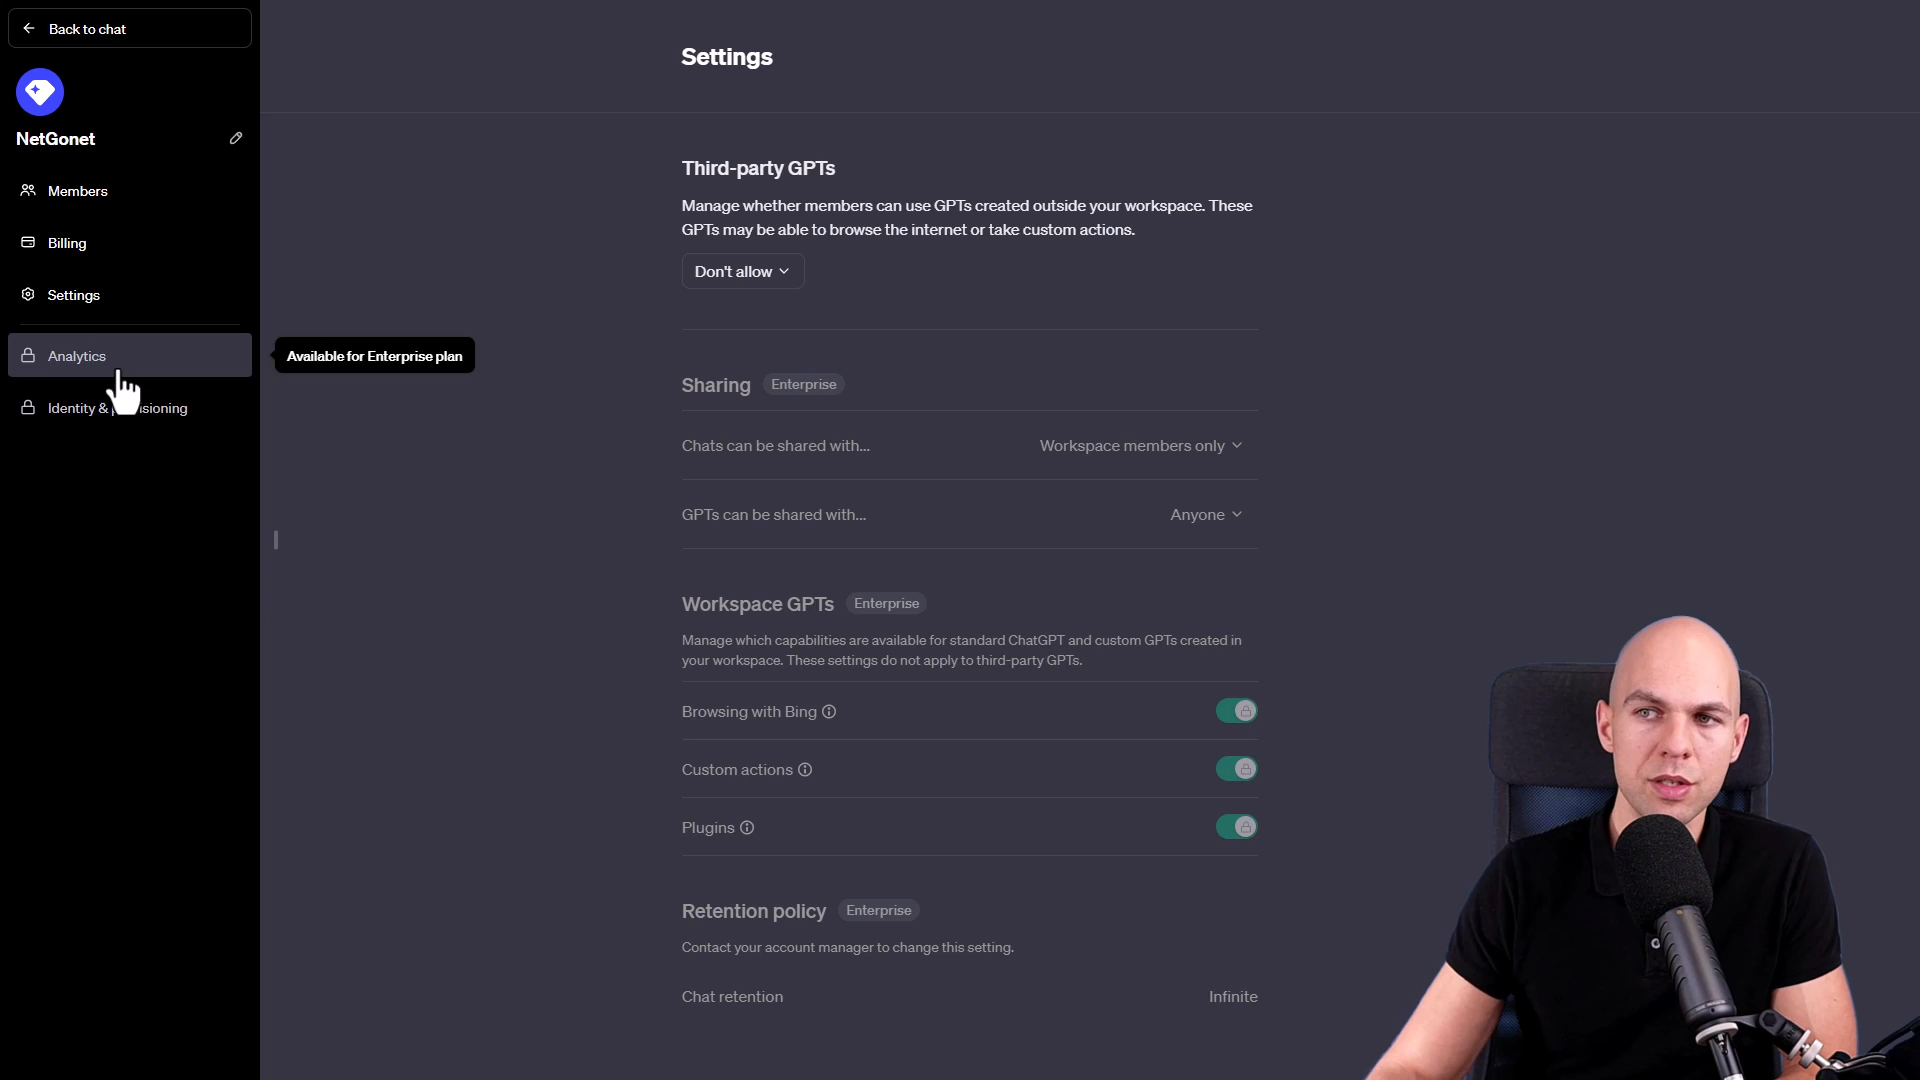 Back to chat
NetGonet
Members
Billing
Settings
Analytics
Available for Enterprise plan
Identity &
Settings
Third-party GPTs
Manage whether members can use GPTs created outside your workspace. These
GPTs may be able to browse the internet or take custom actions.
Don't allow
Sharing Enterprise
Chats can be shared with... Workspace members only
GPTs can be shared with... Anyone
Workspace GPTs Enterprise
Manage which capabilities are available for standard ChatGPT and custom GPTs created in
your workspace. These settings do not apply to third-party GPTs.
Browsing with Bing
Custom actions
Plugins
Retention policy Enterprise
Contact your account manager to change this setting.
Chat retention Infinite